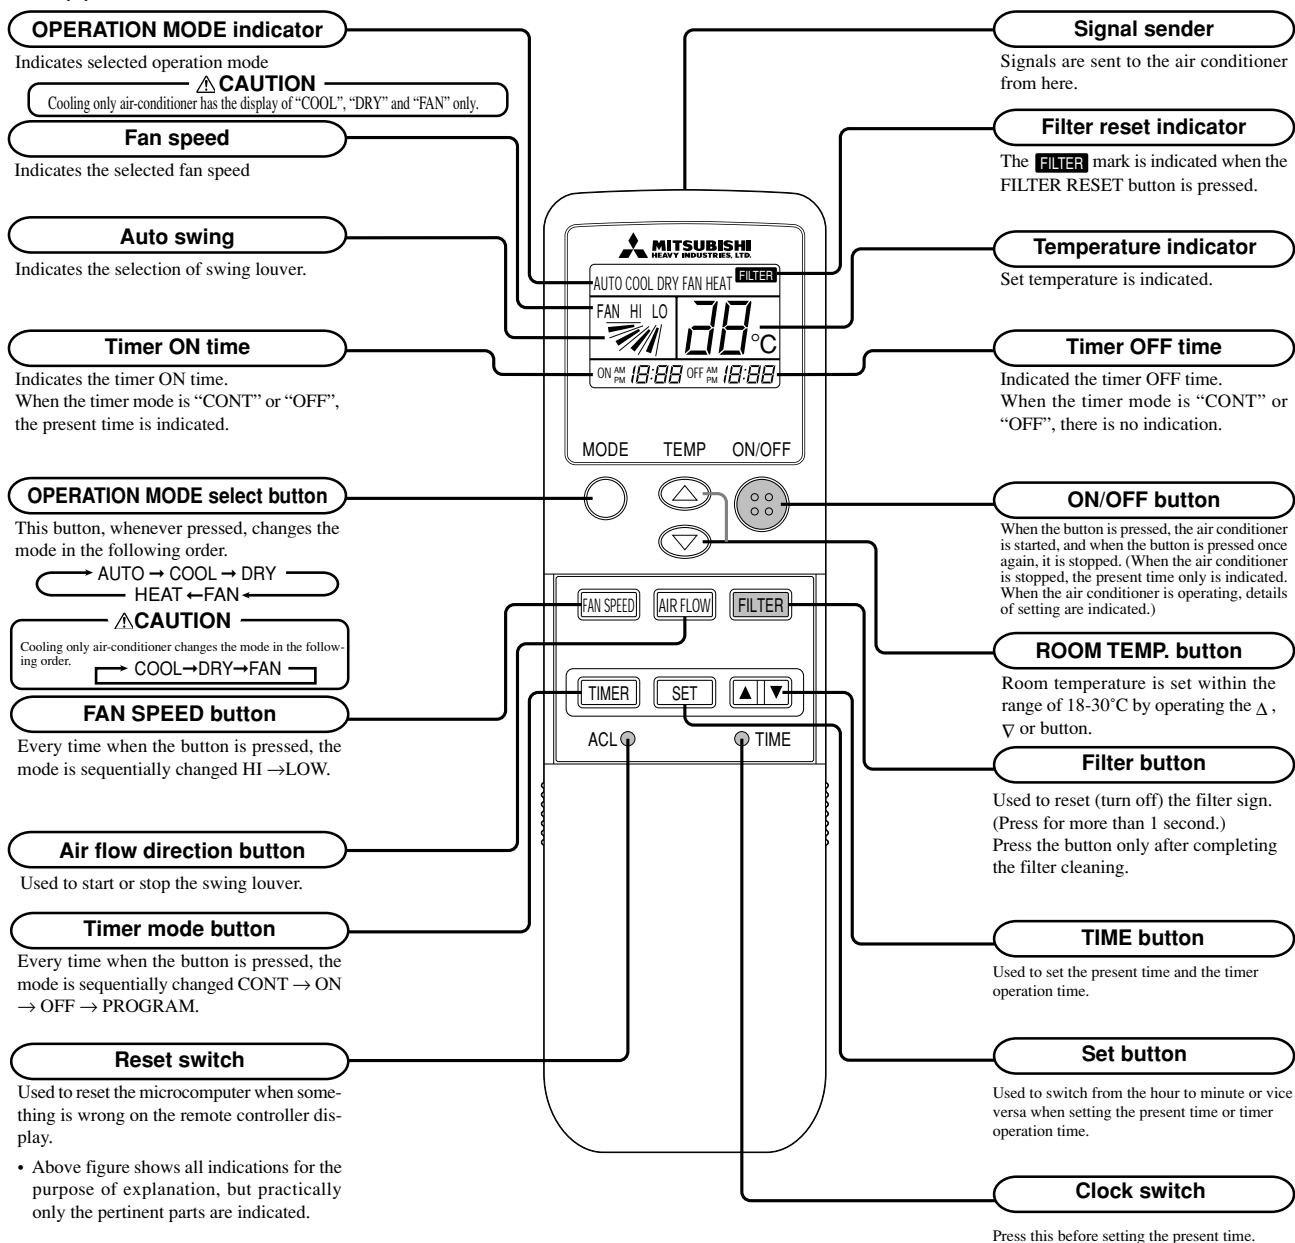 OPERATION MODE indicator
Indicates selected operation mode
⚠CAUTION
Cooling only air-conditioner has the display of “COOL”, “DRY” and “FAN” only.
Fan speed
Indicates the selected fan speed
Auto swing
Indicates the selection of swing louver.
Timer ON time
Indicates the timer ON time.
When the timer mode is “CONT” or “OFF”,
the present time is indicated.
OPERATION MODE select button
This button, whenever pressed, changes the
mode in the following order.
→ AUTO → COOL → DRY
HEAT ←FAN←
⚠CAUTION
Cooling only air-conditioner changes the mode in the follow-
ing order.
→ COOL→DRY→FAN
FAN SPEED button
Every time when the button is pressed, the
mode is sequentially changed HI →LOW.
Air flow direction button
Used to start or stop the swing louver.
Timer mode button
Every time when the button is pressed, the
mode is sequentially changed CONT → ON
→ OFF → PROGRAM.
Reset switch
Used to reset the microcomputer when some-
thing is wrong on the remote controller dis-
play.
• Above figure shows all indications for the
purpose of explanation, but practically
only the pertinent parts are indicated.
MITSUBISHI
HEAVY INDUSTRIES, LTD.
AUTO COOL DRY FAN HEAT FILTER
FAN HI LO
38 °C
ON AM PM 18:88 OFF AM PM 18:88
MODE TEMP ON/OFF
△
▽
FAN SPEED AIR FLOW FILTER
TIMER SET ▲ ▼
ACL TIME
Signal sender
Signals are sent to the air conditioner
from here.
Filter reset indicator
The FILTER mark is indicated when the
FILTER RESET button is pressed.
Temperature indicator
Set temperature is indicated.
Timer OFF time
Indicated the timer OFF time.
When the timer mode is “CONT” or
“OFF”, there is no indication.
ON/OFF button
When the button is pressed, the air conditioner
is started, and when the button is pressed once
again, it is stopped. (When the air conditioner
is stopped, the present time only is indicated.
When the air conditioner is operating, details
of setting are indicated.)
ROOM TEMP. button
Room temperature is set within the
range of 18-30˚C by operating the △ ,
▽ or button.
Filter button
Used to reset (turn off) the filter sign.
(Press for more than 1 second.)
Press the button only after completing
the filter cleaning.
TIME button
Used to set the present time and the timer
operation time.
Set button
Used to switch from the hour to minute or vice
versa when setting the present time or timer
operation time.
Clock switch
Press this before setting the present time.